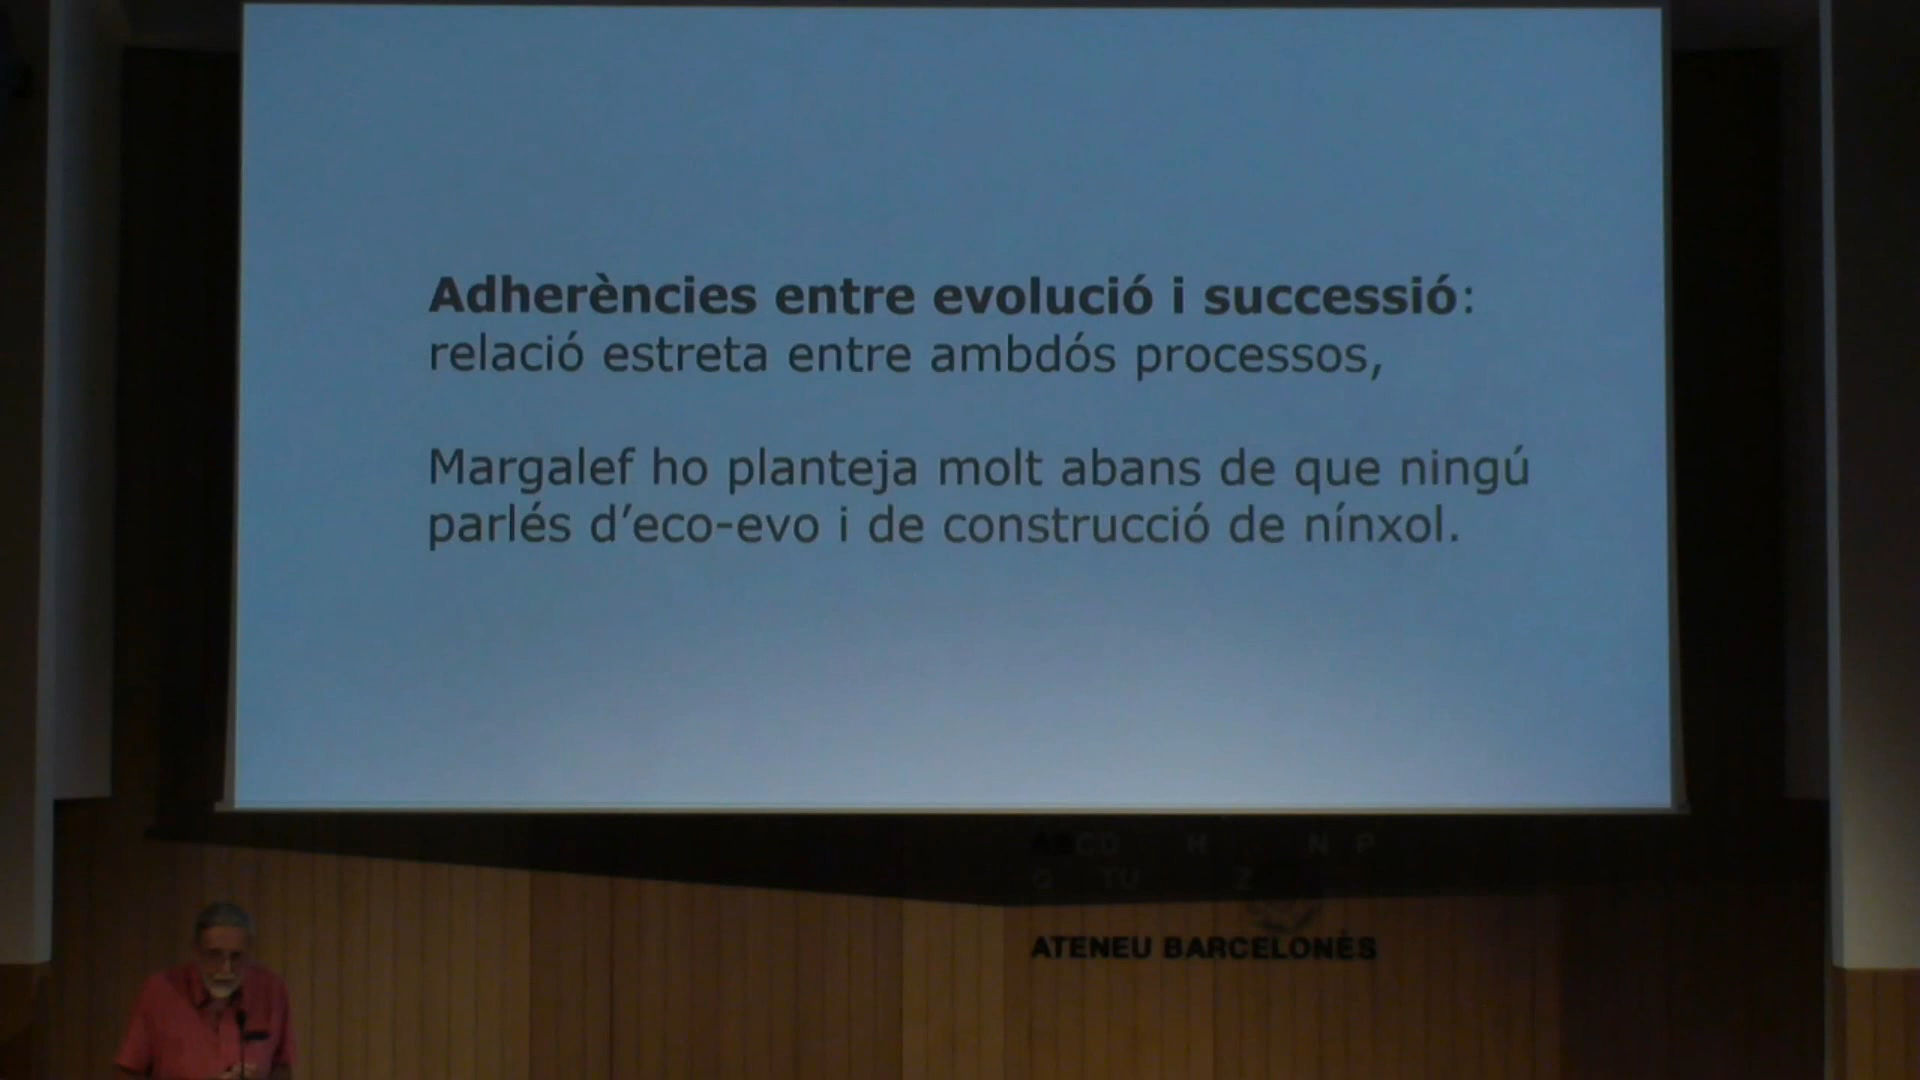 Adherències entre evolució i successió:
relació estreta entre ambdós processos,
Margalef ho planteja molt abans de que ningú
parlés d’eco-evo i de construcció de nínxol.
ATENEU BARCELONÈS